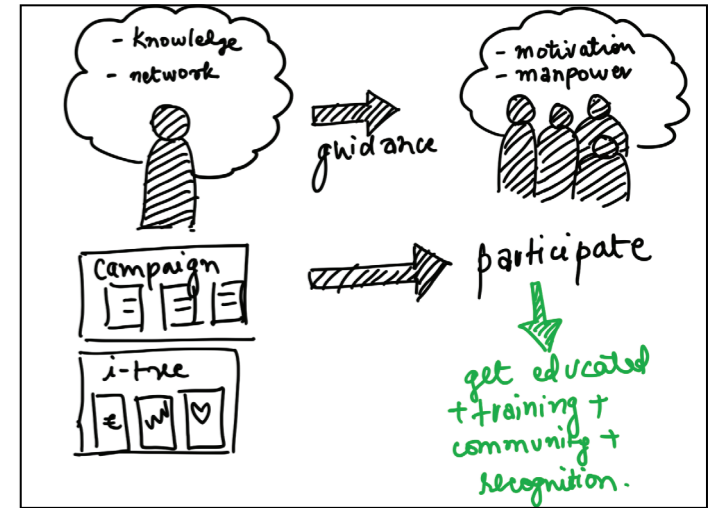 - knowledge
- network
- motivation
- manpower
guidance
campaign
participate
i-tree
€
get educated
+ training +
community +
recognition.